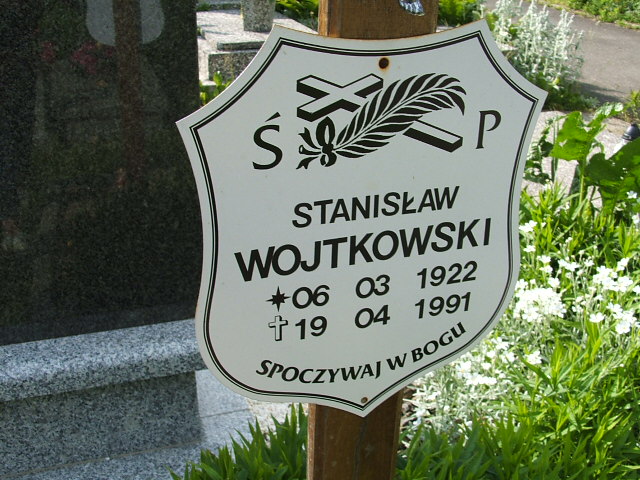 Ś P
STANISŁAW
WOJTKOWSKI
06 03 1922
19 04 1991
SPOCZYWAJ W BOGU